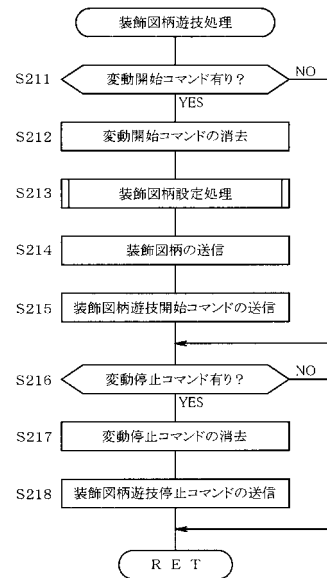 装飾図柄遊技処理
S211 変動開始コマンド有り? NO
YES
S212 変動開始コマンドの消去
S213 装飾図柄設定処理
S214 装飾図柄の送信
S215 装飾図柄遊技開始コマンドの送信
S216 変動停止コマンド有り? NO
YES
S217 変動停止コマンドの消去
S218 装飾図柄遊技停止コマンドの送信
RET